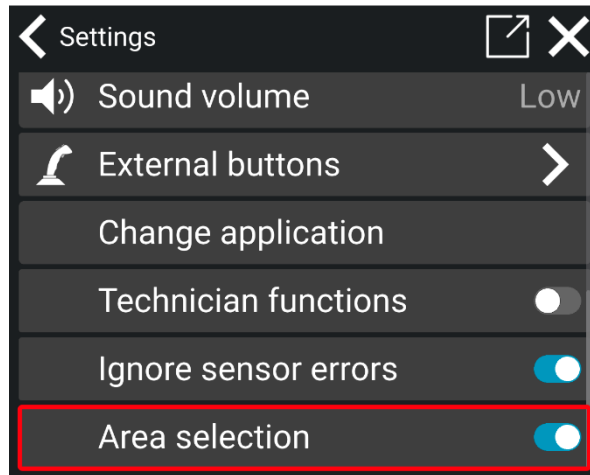 Settings
Sound volume Low
External buttons
Change application
Technician functions
Ignore sensor errors
Area selection